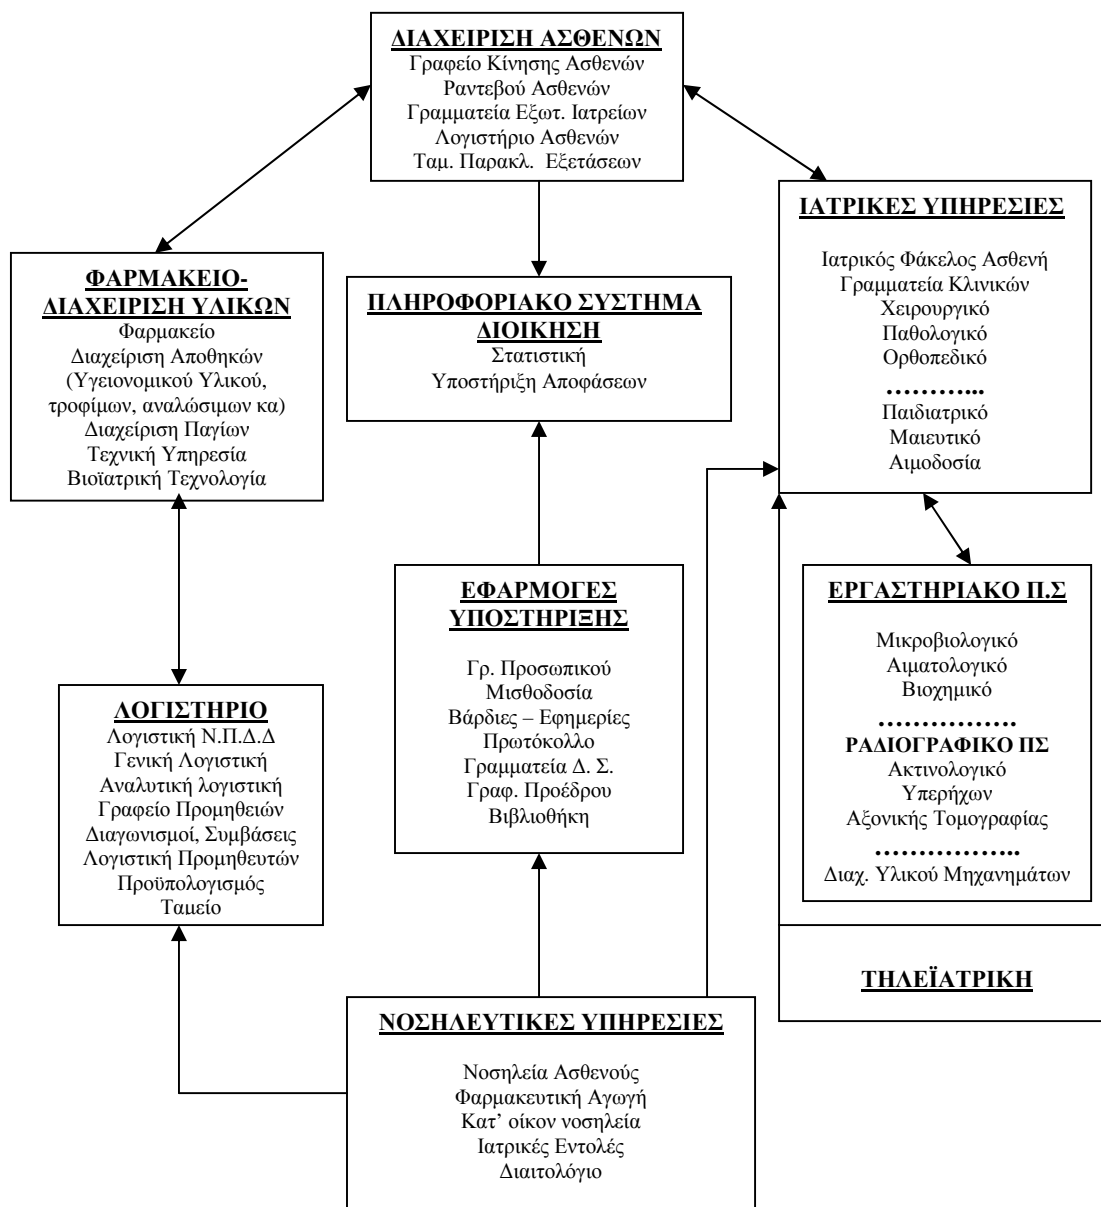 ΔΙΑΧΕΙΡΙΣΗ ΑΣΘΕΝΩΝ
Γραφείο Κίνησης Ασθενών
Ραντεβού Ασθενών
Γραμματεία Εξωτ. Ιατρείων
Λογιστήριο Ασθενών
Ταμ. Παρακλ. Εξετάσεων
ΙΑΤΡΙΚΕΣ ΥΠΗΡΕΣΙΕΣ
Ιατρικός Φάκελος Ασθενή
Γραμματεία Κλινικών
Χειρουργικό
Παθολογικό
Ορθοπεδικό
………...
Παιδιατρικό
Μαιευτικό
Αιμοδοσία
ΦΑΡΜΑΚΕΙΟ-
ΔΙΑΧΕΙΡΙΣΗ ΥΛΙΚΩΝ
Φαρμακείο
Διαχείριση Αποθηκών
(Υγειονομικού Υλικού,
τροφίμων, αναλώσιμων κα)
Διαχείριση Παγίων
Τεχνική Υπηρεσία
Βιοϊατρική Τεχνολογία
ΠΛΗΡΟΦΟΡΙΑΚΟ ΣΥΣΤΗΜΑ
ΔΙΟΙΚΗΣΗ
Στατιστική
Υποστήριξη Αποφάσεων
ΕΦΑΡΜΟΓΕΣ
ΥΠΟΣΤΗΡΙΞΗΣ
Γρ. Προσωπικού
Μισθοδοσία
Βάρδιες – Εφημερίες
Πρωτόκολλο
Γραμματεία Δ. Σ.
Γραφ. Προέδρου
Βιβλιοθήκη
ΕΡΓΑΣΤΗΡΙΑΚΟ Π.Σ
Μικροβιολογικό
Αιματολογικό
Βιοχημικό
…………….
ΡΑΔΙΟΓΡΑΦΙΚΟ ΠΣ
Ακτινολογικό
Υπερήχων
Αξονικής Τομογραφίας
……………..
Διαχ. Υλικού Μηχανημάτων
ΛΟΓΙΣΤΗΡΙΟ
Λογιστική Ν.Π.Δ.Δ
Γενική Λογιστική
Αναλυτική λογιστική
Γραφείο Προμηθειών
Διαγωνισμοί, Συμβάσεις
Λογιστική Προμηθευτών
Προϋπολογισμός
Ταμείο
ΤΗΛΕΪΑΤΡΙΚΗ
ΝΟΣΗΛΕΥΤΙΚΕΣ ΥΠΗΡΕΣΙΕΣ
Νοσηλεία Ασθενούς
Φαρμακευτική Αγωγή
Κατ’ οίκον νοσηλεία
Ιατρικές Εντολές
Διαιτολόγιο